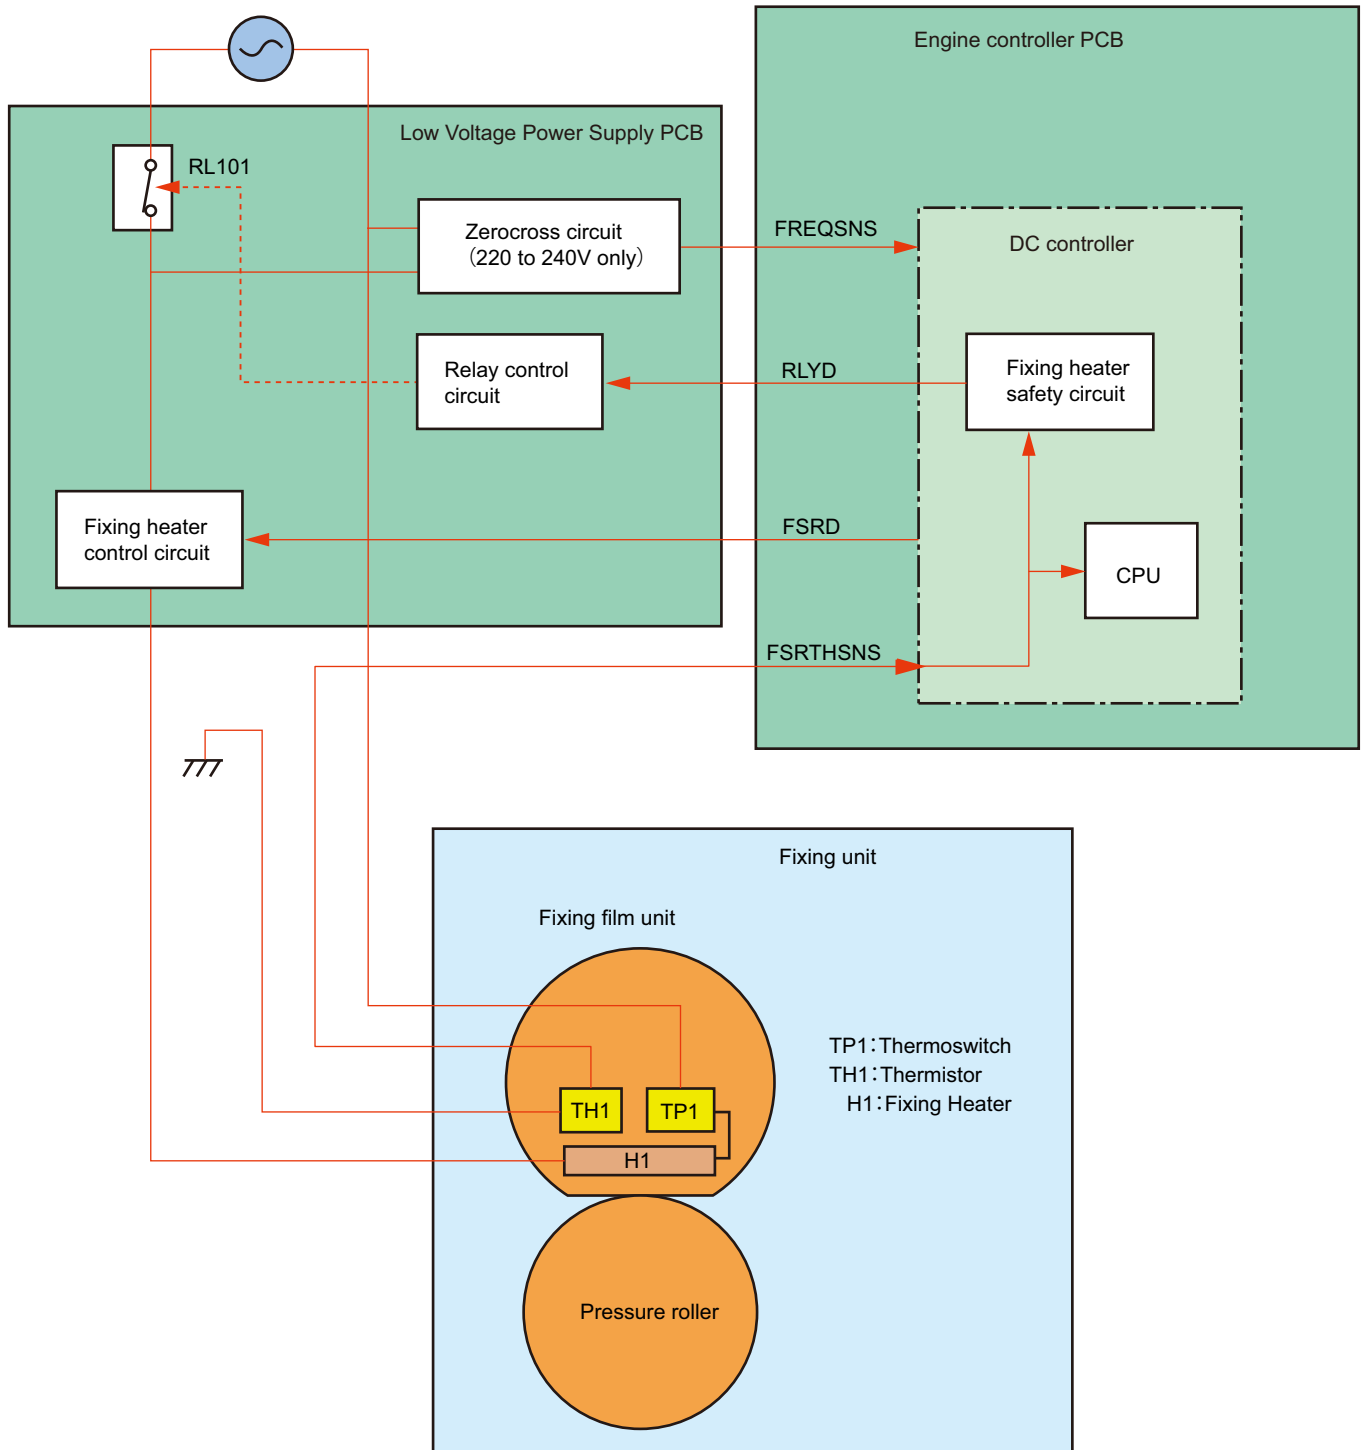 Engine controller PCB
Low Voltage Power Supply PCB
RL101
Zerocross circuit
（220 to 240V only）
FREQSNS
DC controller
Relay control
circuit
RLYD
Fixing heater
safety circuit
Fixing heater
control circuit
FSRD
CPU
FSRTHSNS
Fixing unit
Fixing film unit
TP1：Thermoswitch
TH1：Thermistor
H1：Fixing Heater
TH1
TP1
H1
Pressure roller